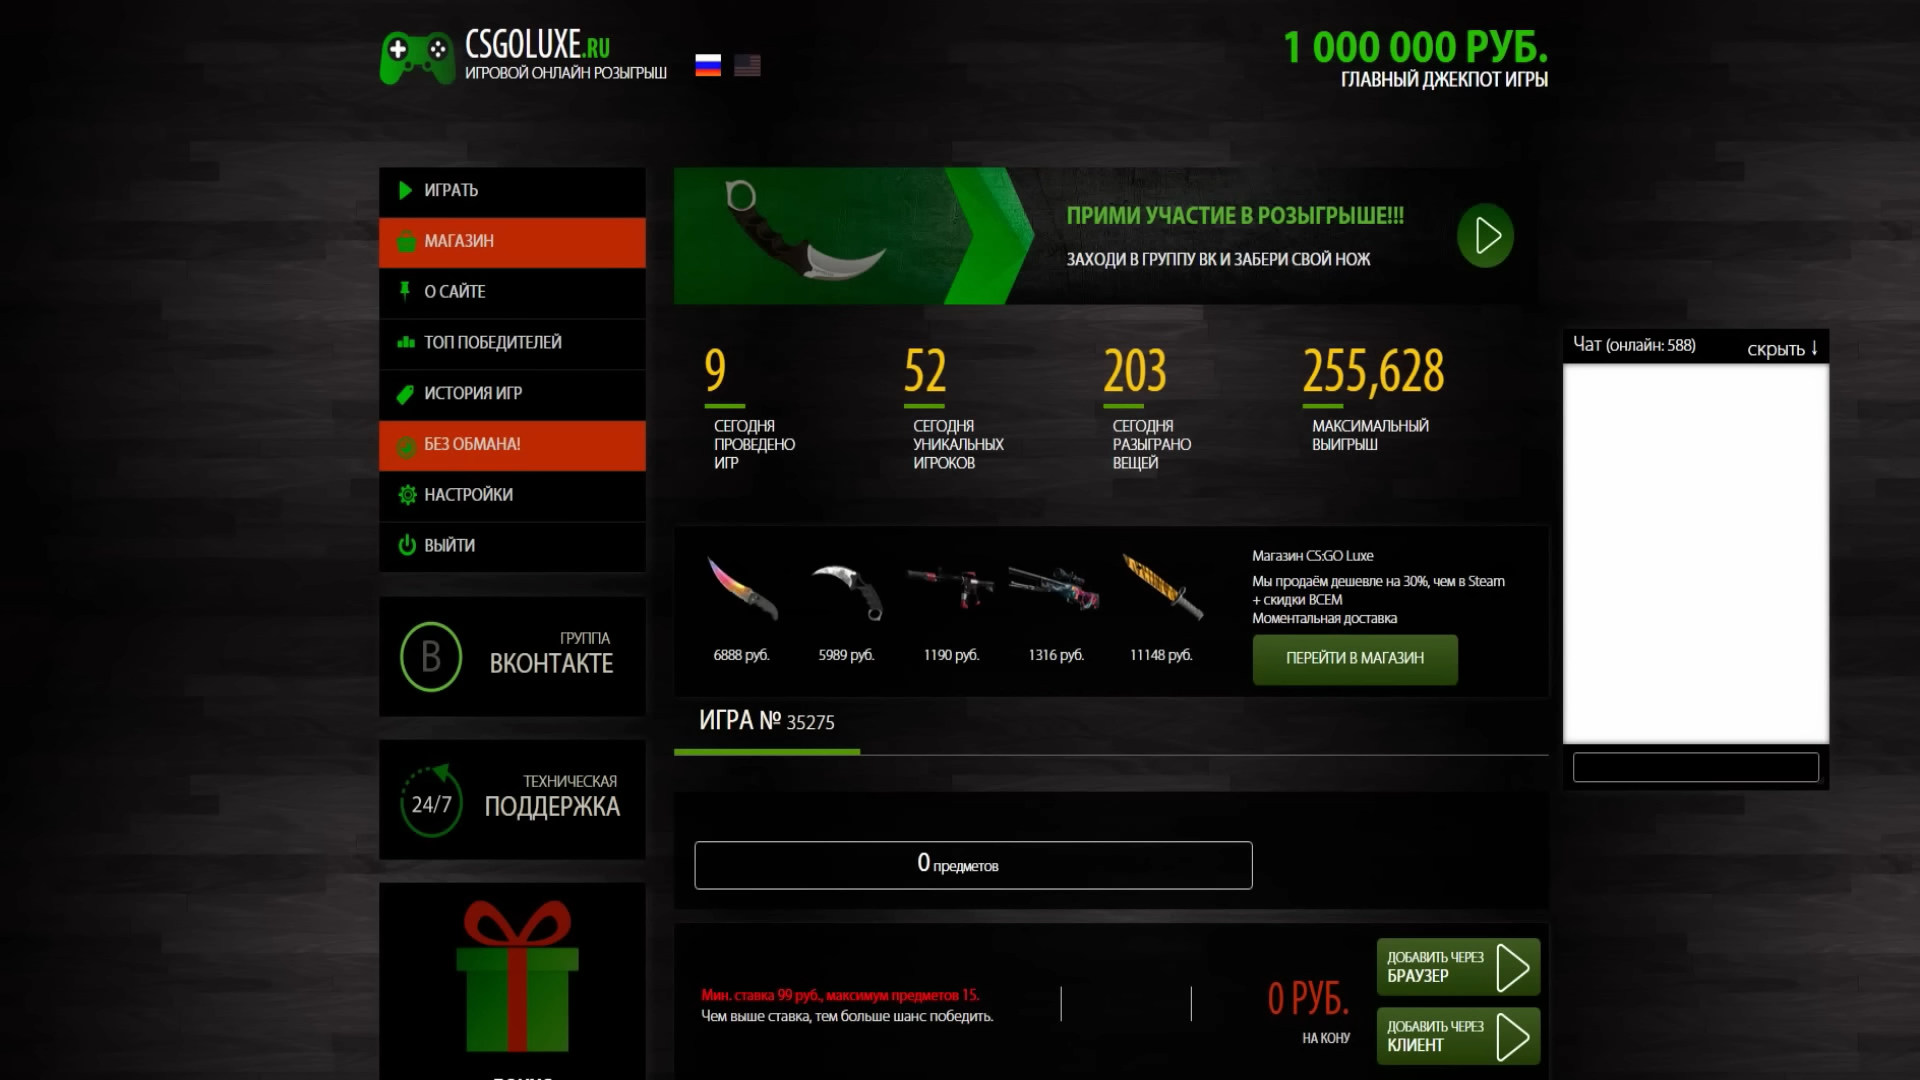 CSGOLUXE.RU
ИГРОВОЙ ОНЛАЙН РОЗЫГРЫШ
1 000 000 РУБ.
ГЛАВНЫЙ ДЖЕКПОТ ИГРЫ
ИГРАТЬ
МАГАЗИН
О САЙТЕ
ТОП ПОБЕДИТЕЛЕЙ
ИСТОРИЯ ИГР
БЕЗ ОБМАНА!
НАСТРОЙКИ
ВЫЙТИ
В
ГРУППА
ВКОНТАКТЕ
24/7
ТЕХНИЧЕСКАЯ
ПОДДЕРЖКА
ПРИМИ УЧАСТИЕ В РОЗЫГРЫШЕ!!!
ЗАХОДИ В ГРУППУ ВК И ЗАБЕРИ СВОЙ НОЖ
9
СЕГОДНЯ
ПРОВЕДЕНО
ИГР
52
СЕГОДНЯ
УНИКАЛЬНЫХ
ИГРОКОВ
203
СЕГОДНЯ
РАЗЫГРАНО
ВЕЩЕЙ
255,628
МАКСИМАЛЬНЫЙ
ВЫИГРЫШ
6888 руб.
5989 руб.
1190 руб.
1316 руб.
11148 руб.
Магазин CS:GO Luxe
Мы продаём дешевле на 30%, чем в Steam
+ скидки ВСЕМ
Моментальная доставка
ПЕРЕЙТИ В МАГАЗИН
ИГРА № 35275
0 предметов
Мин. ставка 99 руб., максимум предметов 15.
Чем выше ставка, тем больше шанс победить.
0 РУБ.
НА КОНУ
ДОБАВИТЬ ЧЕРЕЗ
БРАУЗЕР
ДОБАВИТЬ ЧЕРЕЗ
КЛИЕНТ
Чат (онлайн: 588)
скрыть ↓